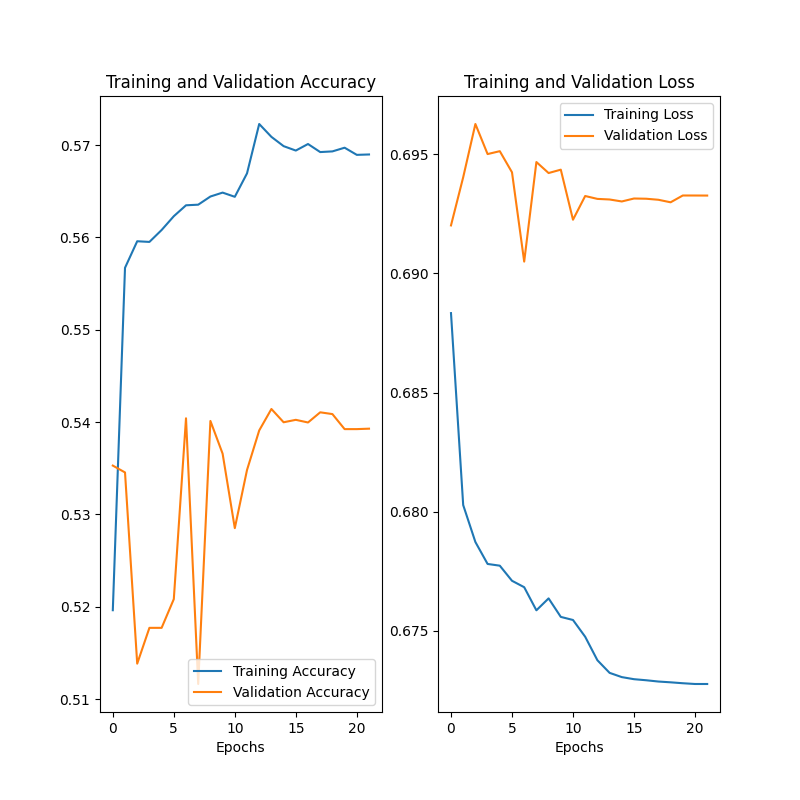 Training and Validation Accuracy
0.57
0.56
0.55
0.54
0.53
0.52
0.51
0
5
10
15
20
Epochs
Training Accuracy
Validation Accuracy
Training and Validation Loss
0.695
0.690
0.685
0.680
0.675
0
5
10
15
20
Epochs
Training Loss
Validation Loss